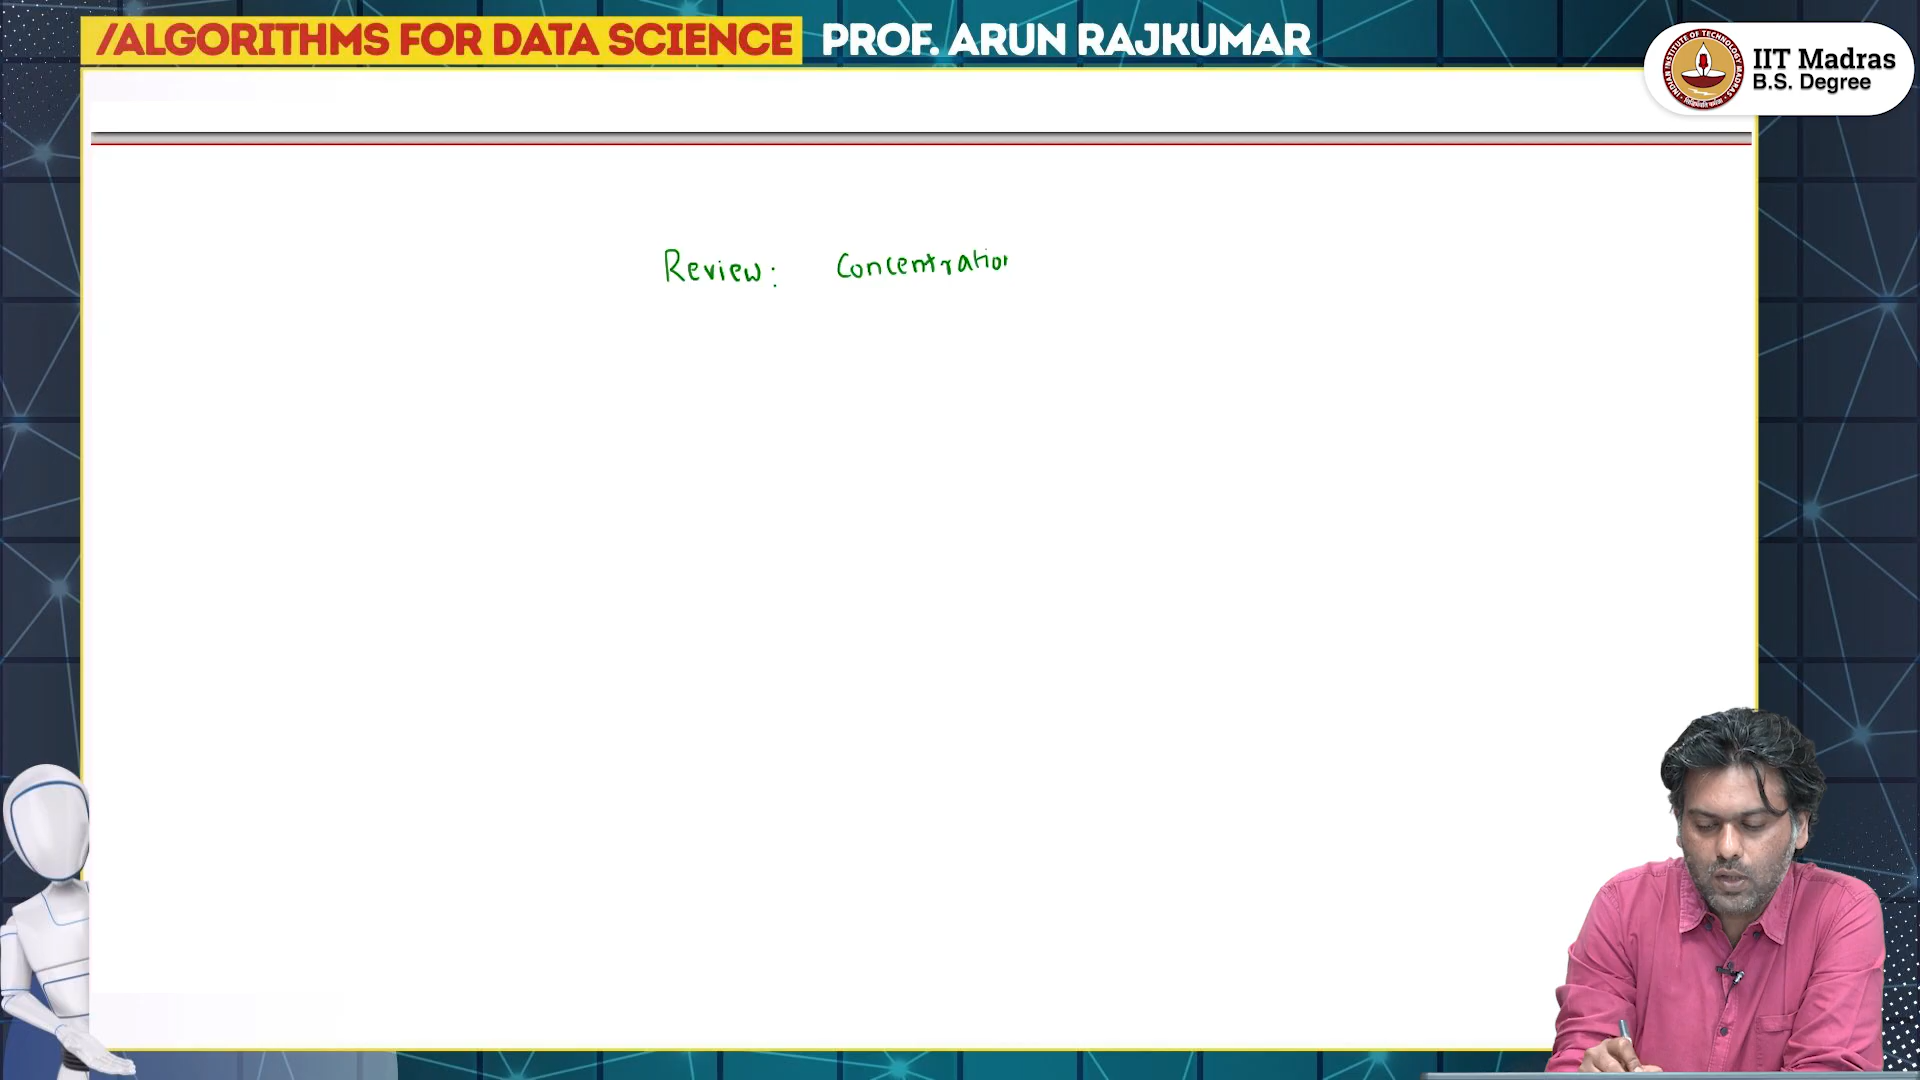 /ALGORITHMS FOR DATA SCIENCE PROF. ARUN RAJKUMAR
IIT Madras
B.S. Degree
Review: Concentration